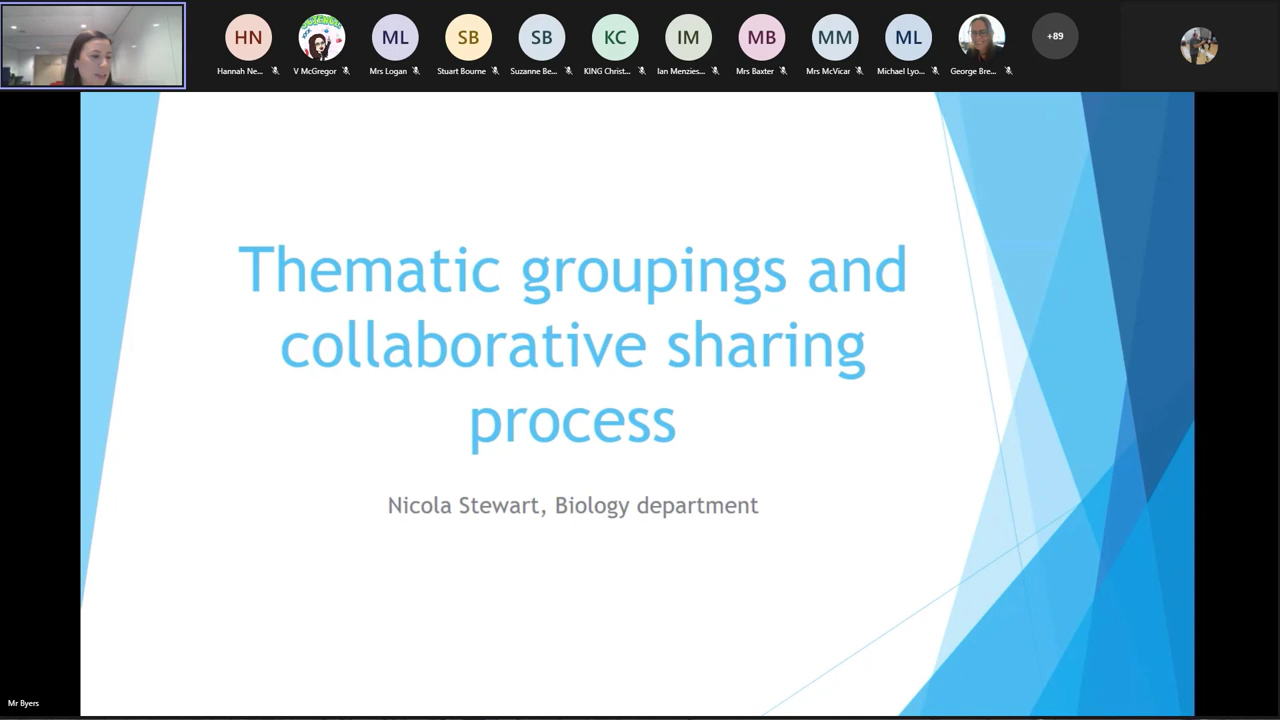 HN
ML
SB
SB
KC
IM
MB
MM
ML
+89
Hannah Ne...
V McGregor
Mrs Logan
Stuart Bourne
Suzanne Be...
KING Christ...
Ian Menzies...
Mrs Baxter
Mrs McVicar
Michael Lyo...
George Bre...
Thematic groupings and
collaborative sharing
process
Nicola Stewart, Biology department
Mr Byers